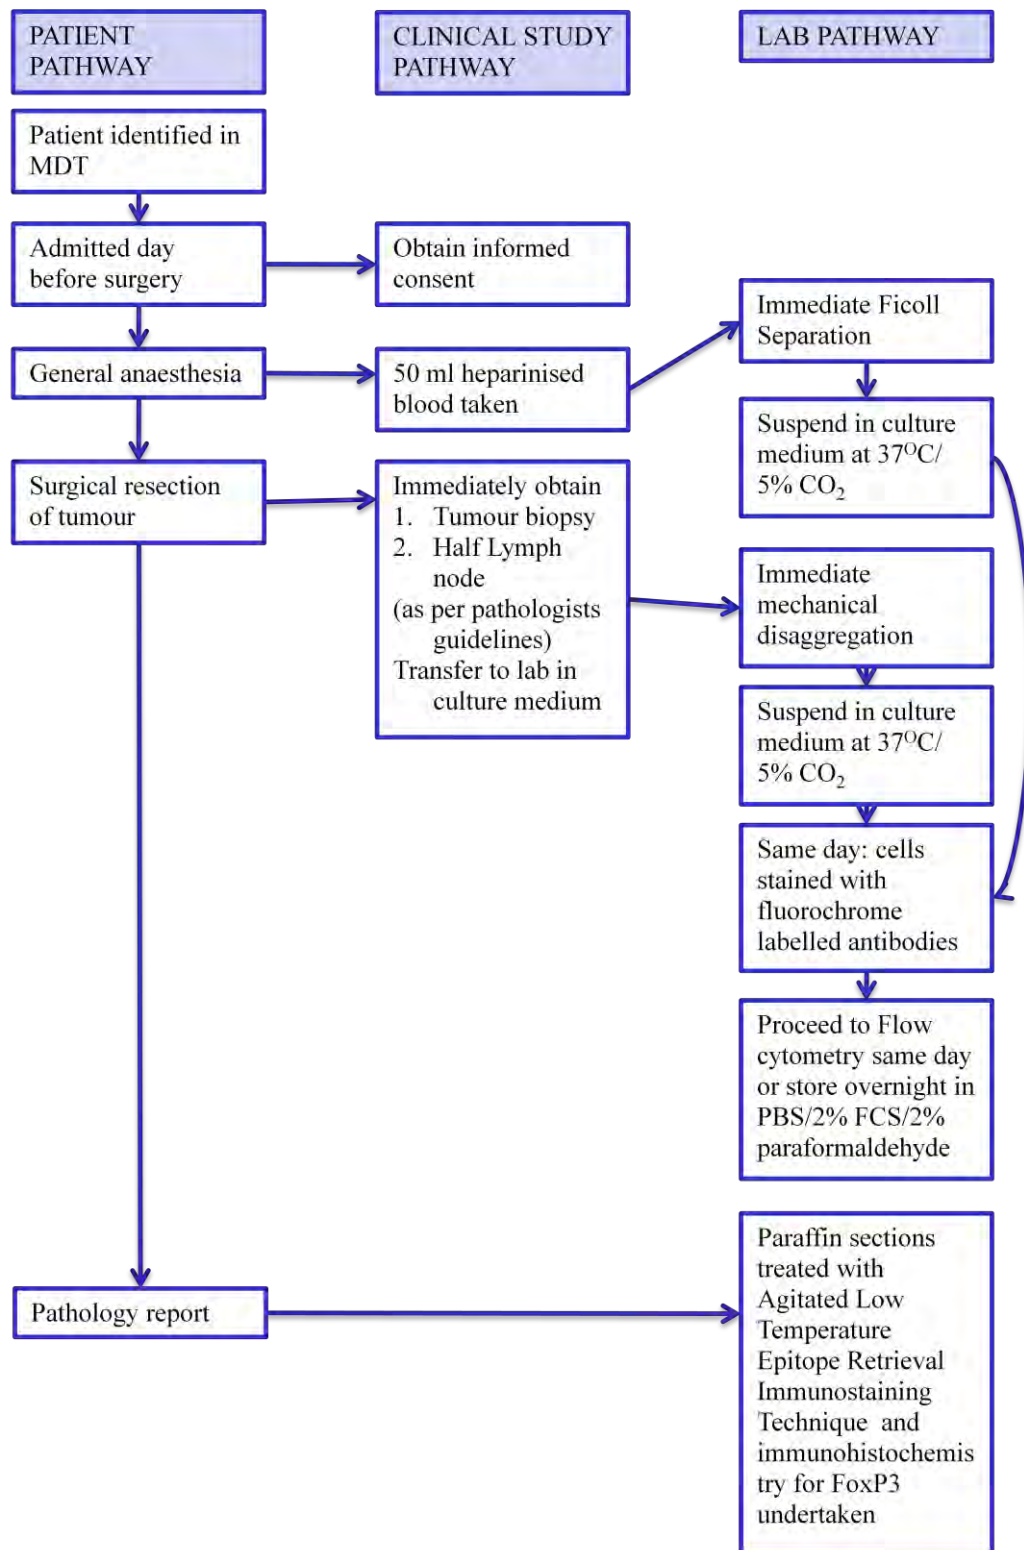 PATIENT
PATHWAY
CLINICAL STUDY
PATHWAY
LAB PATHWAY
Patient identified in
MDT
Admitted day
before surgery
Obtain informed
consent
Immediate Ficoll
Separation
General anaesthesia
50 ml heparinised
blood taken
Suspend in culture
medium at 37⁰C/
5% CO₂
Surgical resection
of tumour
Immediately obtain
1. Tumour biopsy
2. Half Lymph
node
(as per pathologists
guidelines)
Transfer to lab in
culture medium
Immediate
mechanical
disaggregation
Suspend in culture
medium at 37⁰C/
5% CO₂
Same day: cells
stained with
fluorochrome
labelled antibodies
Proceed to Flow
cytometry same day
or store overnight in
PBS/2% FCS/2%
paraformaldehyde
Pathology report
Paraffin sections
treated with
Agitated Low
Temperature
Epitope Retrieval
Immunostaining
Technique and
immunohistochemis
try for FoxP3
undertaken